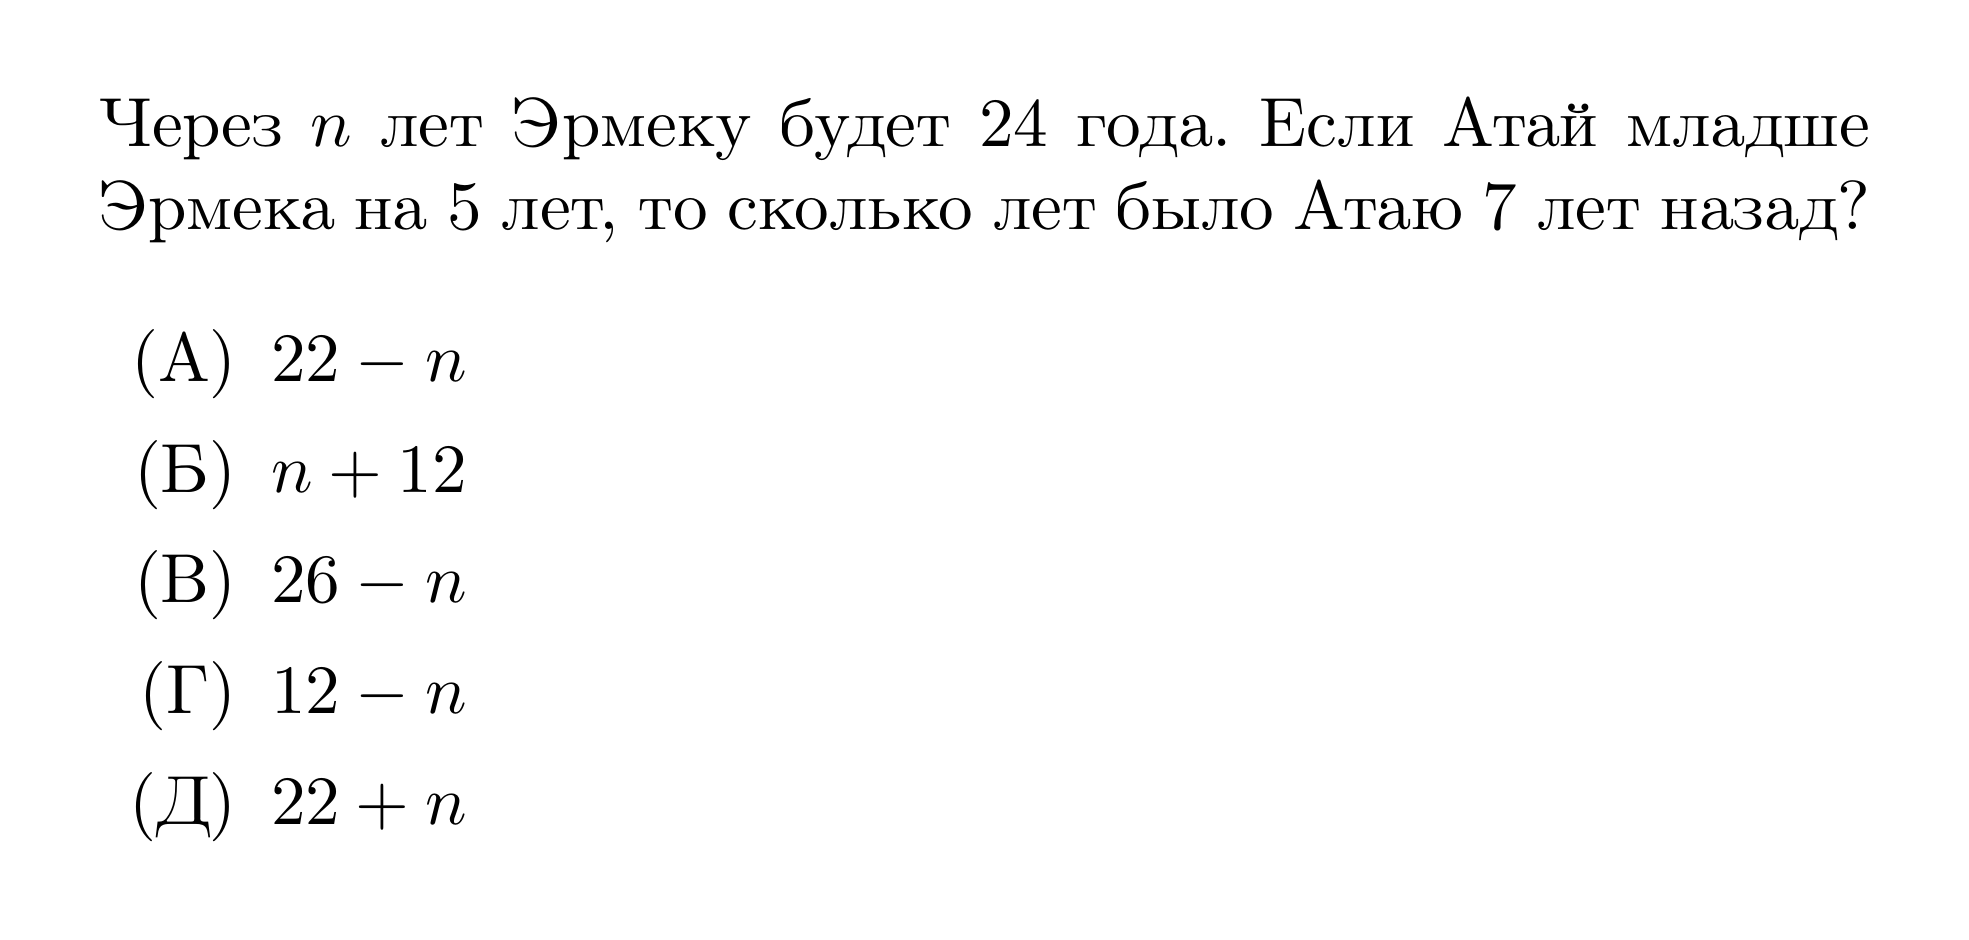 Через n лет Эрмеку будет 24 года. Если Атай младше
Эрмека на 5 лет, то сколько лет было Атаю 7 лет назад?
(А) 22 − n
(Б) n + 12
(В) 26 − n
(Г) 12 − n
(Д) 22 + n